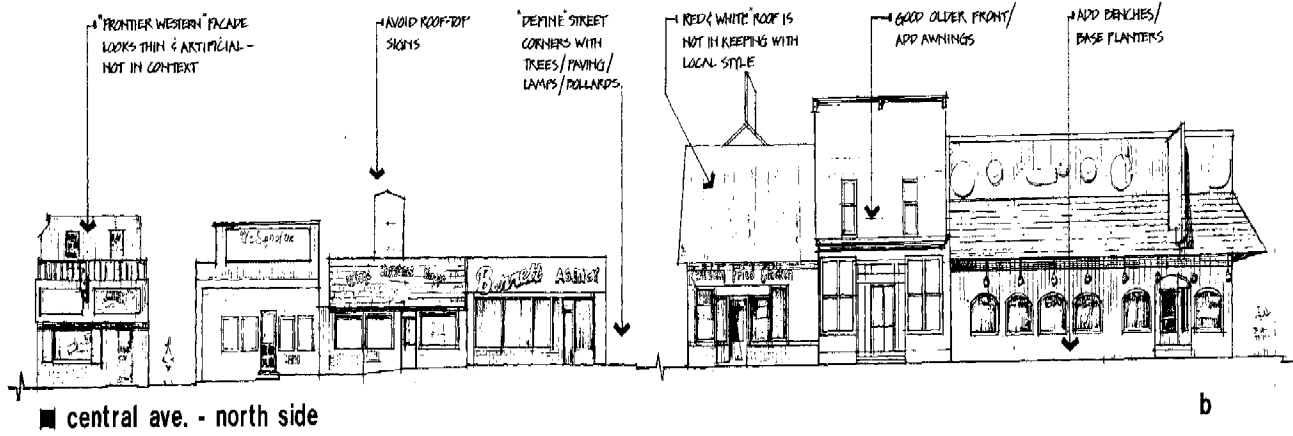 "FRONTIER WESTERN" FACADE
LOOKS THIN & ARTIFICIAL -
NOT IN CONTEXT
AVOID ROOF-TOP
SIGNS
"DEFINE" STREET
CORNERS WITH
TREES/PAVING/
LAMPS/BOLLARDS.
"RED & WHITE" ROOF IS
NOT IN KEEPING WITH
LOCAL STYLE
GOOD OLDER FRONT/
ADD AWNINGS
ADD BENCHES/
BASE PLANTERS
Burnett Agency
central ave. - north side
b